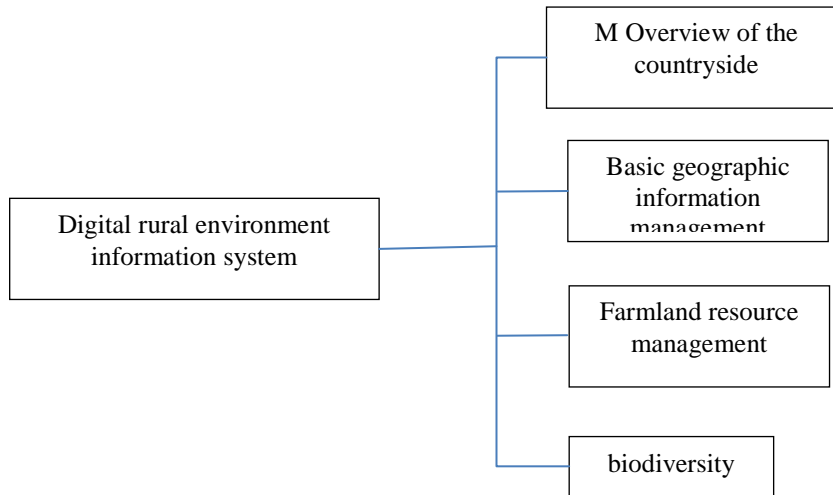 M Overview of the
countryside
Basic geographic
information
management
Digital rural environment
information system
Farmland resource
management
biodiversity